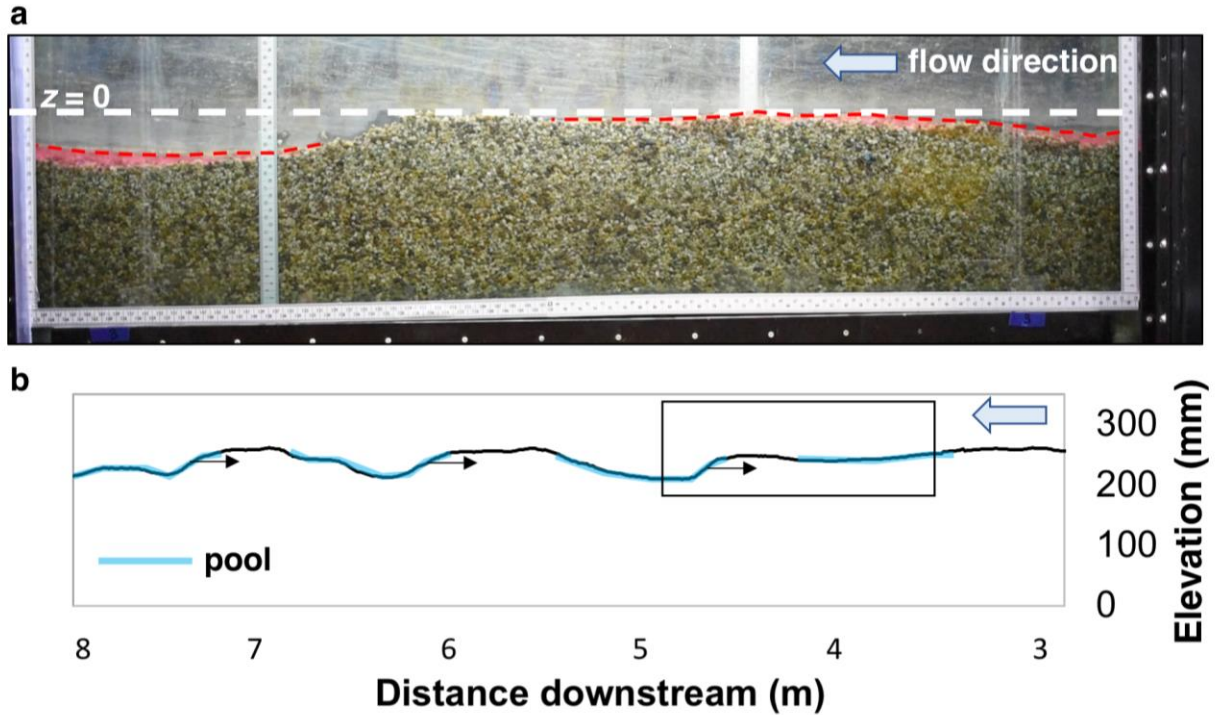 a
flow direction
z ≡ 0
b
300
200
100
0
Elevation (mm)
pool
8 7 6 5 4 3
Distance downstream (m)